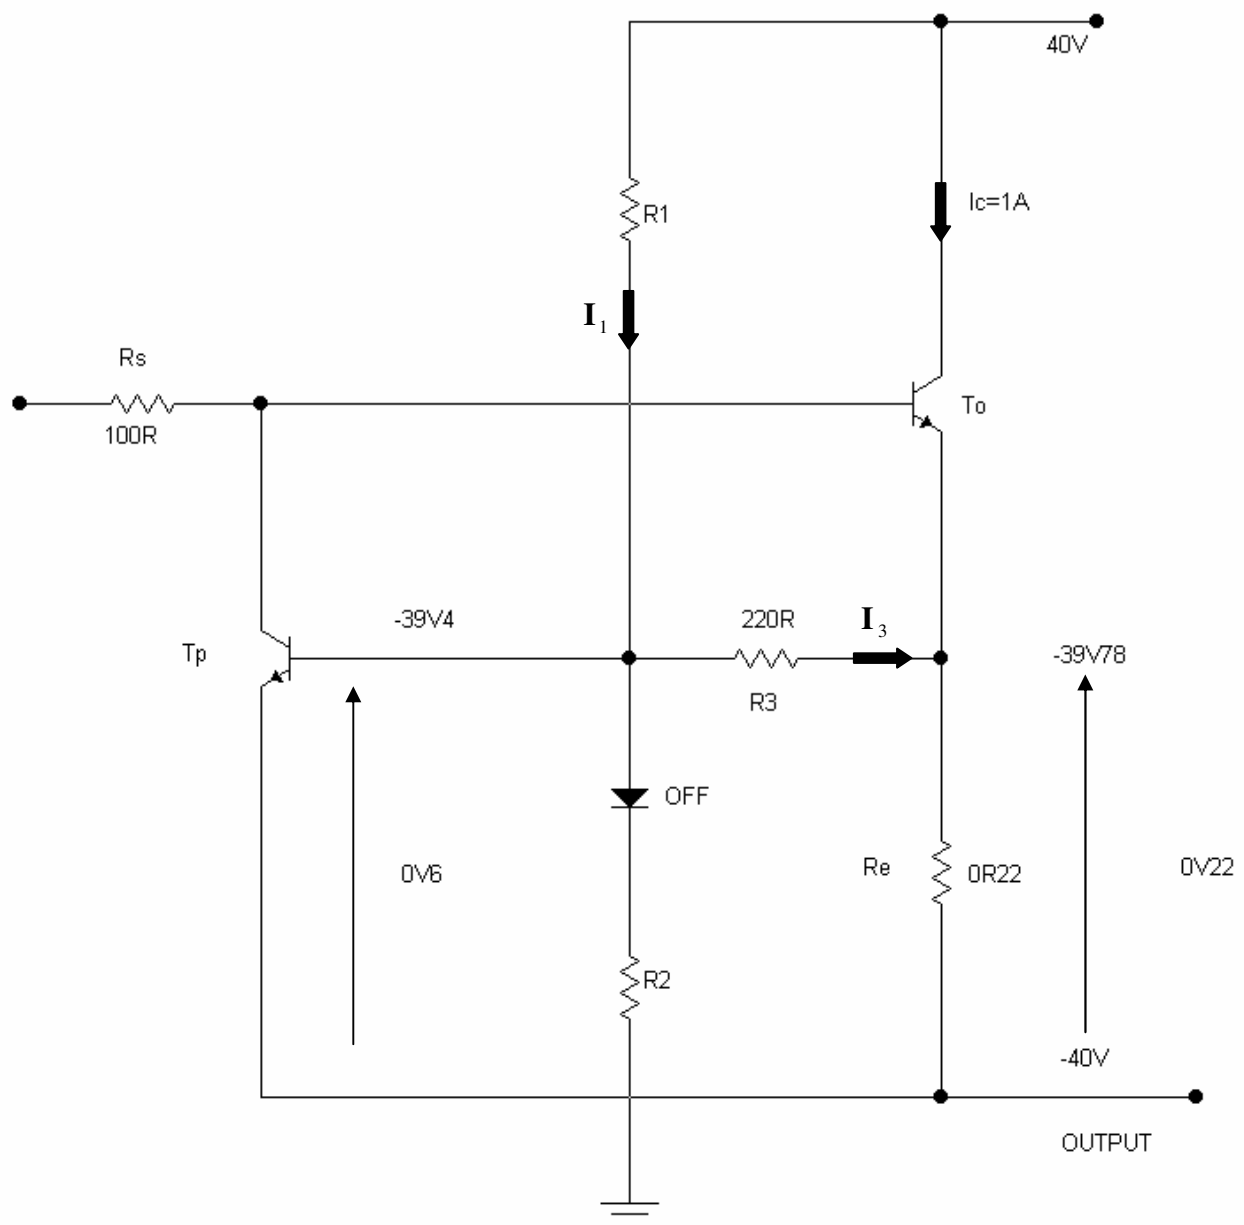 40V
R1
Ic=1A
I1
Rs
100R
To
-39V4
220R
I3
Tp
R3
-39V78
OFF
0V6
Re
0R22
0V22
R2
-40V
OUTPUT